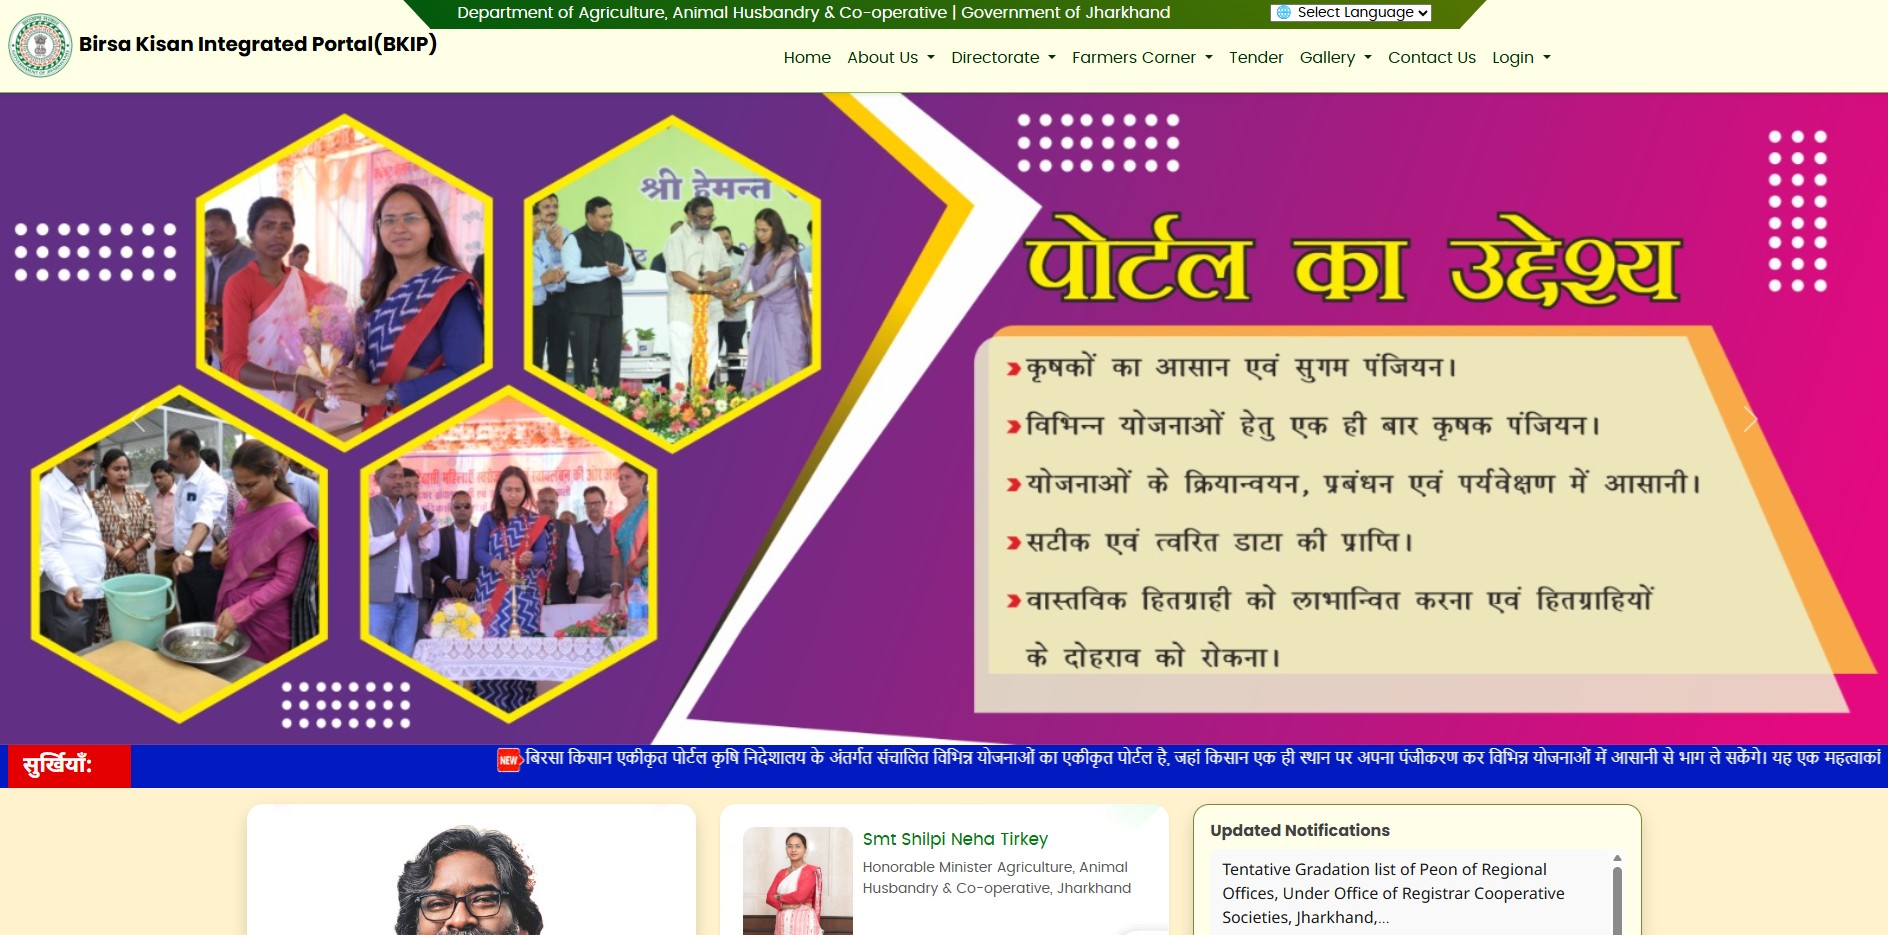 Department of Agriculture, Animal Husbandry & Co-operative | Government of Jharkhand
Select Language
Birsa Kisan Integrated Portal(BKIP)
Home About Us Directorate Farmers Corner Tender Gallery Contact Us Login
श्री हेमन्त
पोर्टल का उद्देश्य
कृषकों का आसान एवं सुगम पंजियन।
विभिन्न योजनाओं हेतु एक ही बार कृषक पंजियन।
योजनाओं के क्रियान्वयन, प्रबंधन एवं पर्यवेक्षण में आसानी।
सटीक एवं त्वरित डाटा की प्राप्ति।
वास्तविक हितग्राही को लाभान्वित करना एवं हितग्राहियों
के दोहराव को रोकना।
सुर्खियाँ:
NEW बिरसा किसान एकीकृत पोर्टल कृषि निदेशालय के अंतर्गत संचालित विभिन्न योजनाओं का एकीकृत पोर्टल है, जहां किसान एक ही स्थान पर अपना पंजीकरण कर विभिन्न योजनाओं में आसानी से भाग ले सकेंगे। यह एक महत्वाकां
Smt Shilpi Neha Tirkey
Honorable Minister Agriculture, Animal
Husbandry & Co-operative, Jharkhand
Updated Notifications
Tentative Gradation list of Peon of Regional
Offices, Under Office of Registrar Cooperative
Societies, Jharkhand,...